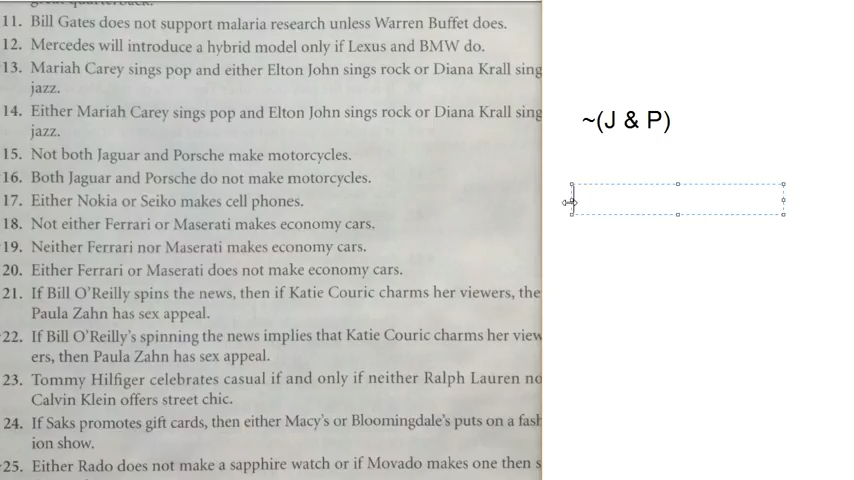 great quarterback.
11. Bill Gates does not support malaria research unless Warren Buffet does.
12. Mercedes will introduce a hybrid model only if Lexus and BMW do.
13. Mariah Carey sings pop and either Elton John sings rock or Diana Krall sing
jazz.
14. Either Mariah Carey sings pop and Elton John sings rock or Diana Krall sing
jazz.
15. Not both Jaguar and Porsche make motorcycles.
16. Both Jaguar and Porsche do not make motorcycles.
17. Either Nokia or Seiko makes cell phones.
18. Not either Ferrari or Maserati makes economy cars.
19. Neither Ferrari nor Maserati makes economy cars.
20. Either Ferrari or Maserati does not make economy cars.
21. If Bill O'Reilly spins the news, then if Katie Couric charms her viewers, the
Paula Zahn has sex appeal.
22. If Bill O'Reilly's spinning the news implies that Katie Couric charms her view
ers, then Paula Zahn has sex appeal.
23. Tommy Hilfiger celebrates casual if and only if neither Ralph Lauren no
Calvin Klein offers street chic.
24. If Saks promotes gift cards, then either Macy's or Bloomingdale's puts on a fash
ion show.
25. Either Rado does not make a sapphire watch or if Movado makes one then s
~(J & P)